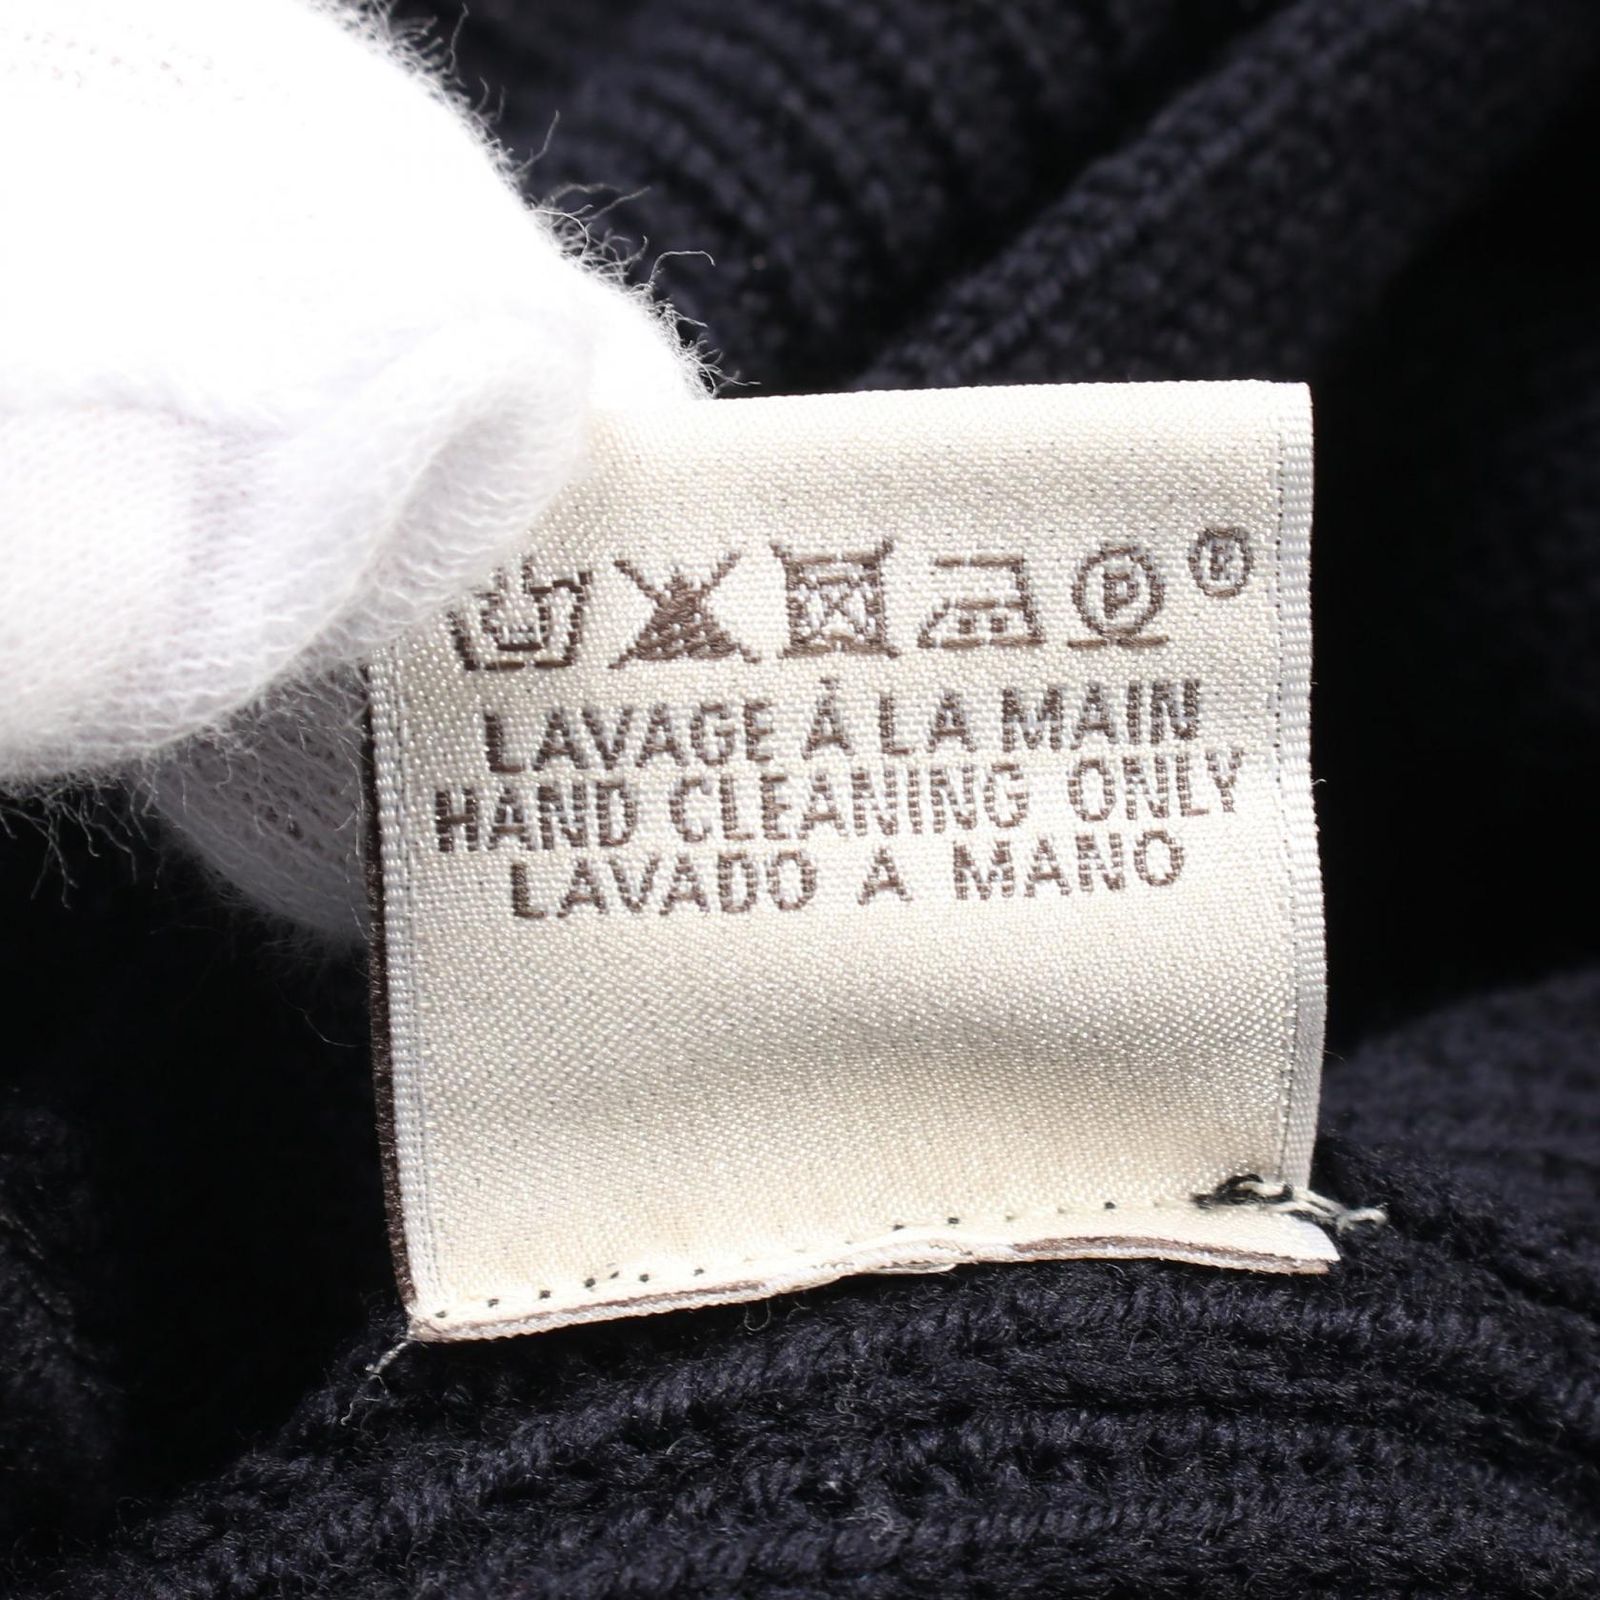 P ®
LAVAGE À LA MAIN
HAND CLEANING ONLY
LAVADO A MANO